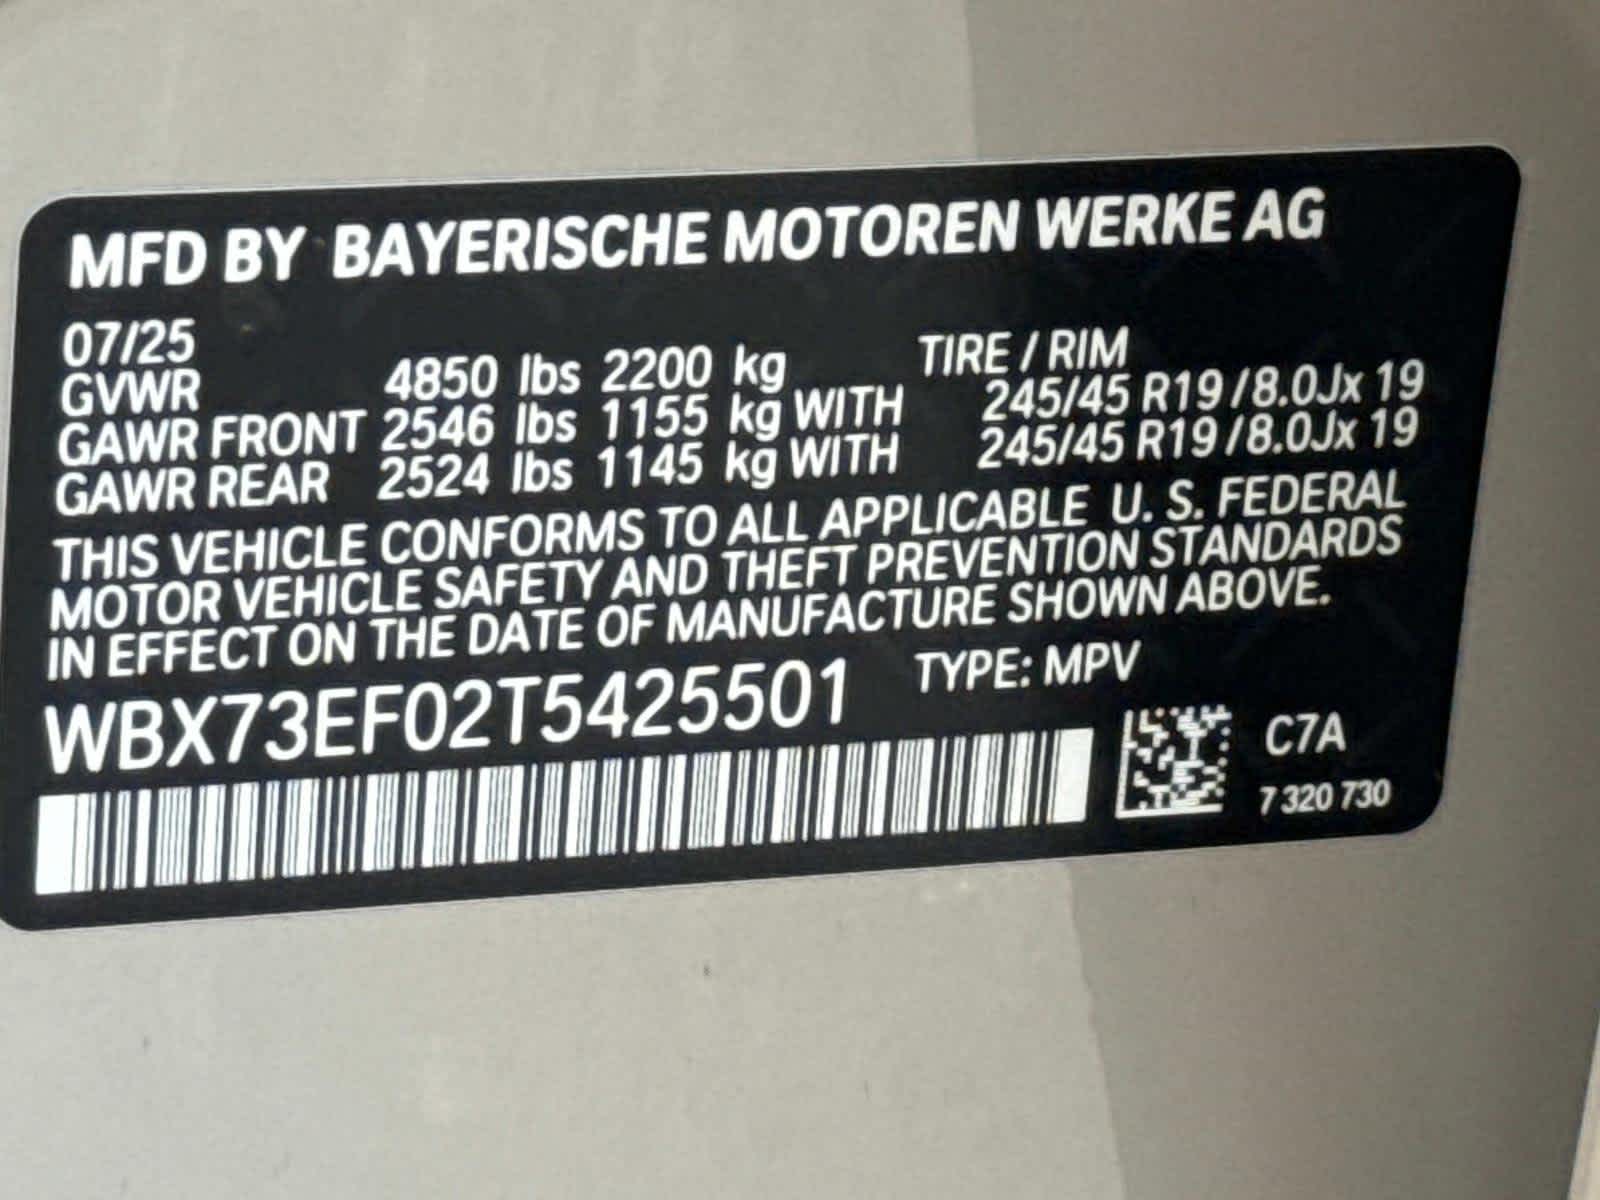 MFD BY BAYERISCHE MOTOREN WERKE AG
07/25
GVWR 4850 lbs 2200 kg TIRE / RIM
GAWR FRONT 2546 lbs 1155 kg WITH 245/45 R19 /8.0Jx 19
GAWR REAR 2524 lbs 1145 kg WITH 245/45 R19 /8.0Jx 19
THIS VEHICLE CONFORMS TO ALL APPLICABLE U. S. FEDERAL
MOTOR VEHICLE SAFETY AND THEFT PREVENTION STANDARDS
IN EFFECT ON THE DATE OF MANUFACTURE SHOWN ABOVE.
WBX73EF02T5425501 TYPE: MPV
C7A
7 320 730